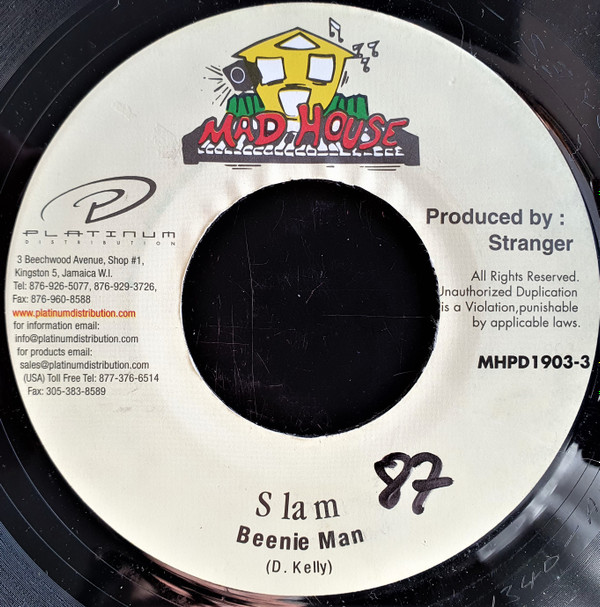 MAD HOUSE
PLATINUM
DISTRIBUTION
3 Beechwood Avenue, Shop #1,
Kingston 5, Jamaica W.I.
Tel: 876-926-5077, 876-929-3726,
Fax: 876-960-8588
www.platinumdistribution.com
for information email:
info@platinumdistribution.com
for products email:
sales@platinumdistribution.com
(USA) Toll Free Tel: 877-376-6514
Fax: 305-383-8589
Produced by :
Stranger
All Rights Reserved.
Unauthorized Duplication
is a Violation,punishable
by applicable laws.
MHPD1903-3
87
Slam
Beenie Man
(D. Kelly)